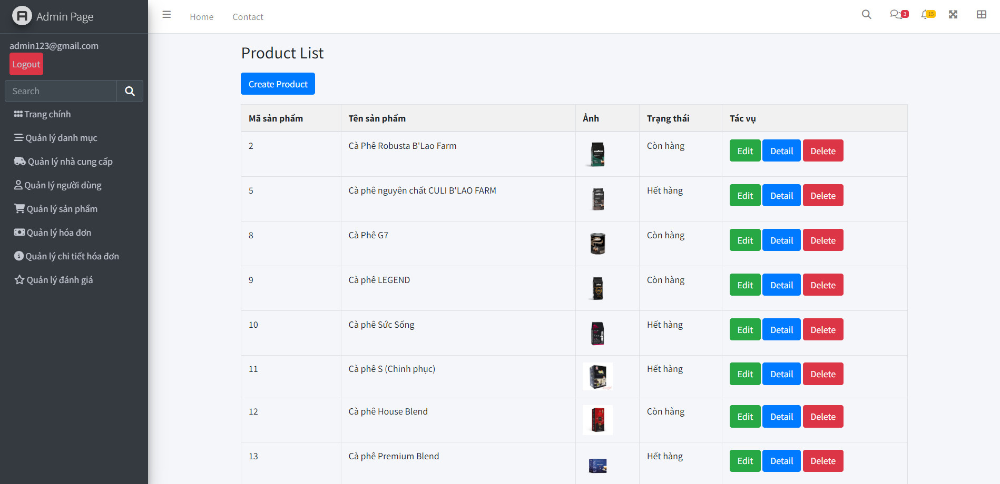 Admin Page
Home
Contact
3
15
admin123@gmail.com
Logout
Search
Trang chính
Quản lý danh mục
Quản lý nhà cung cấp
Quản lý người dùng
Quản lý sản phẩm
Quản lý hóa đơn
Quản lý chi tiết hóa đơn
Quản lý đánh giá
Product List
Create Product
Mã sản phẩm Tên sản phẩm Ảnh Trạng thái Tác vụ
2 Cà Phê Robusta B'Lao Farm Còn hàng Edit Detail Delete
5 Cà phê nguyên chất CULI B'LAO FARM Hết hàng Edit Detail Delete
8 Cà Phê G7 Còn hàng Edit Detail Delete
9 Cà phê LEGEND Còn hàng Edit Detail Delete
10 Cà phê Sức Sống Hết hàng Edit Detail Delete
11 Cà phê S (Chinh phục) Hết hàng Edit Detail Delete
12 Cà phê House Blend Còn hàng Edit Detail Delete
13 Cà phê Premium Blend Hết hàng Edit Detail Delete